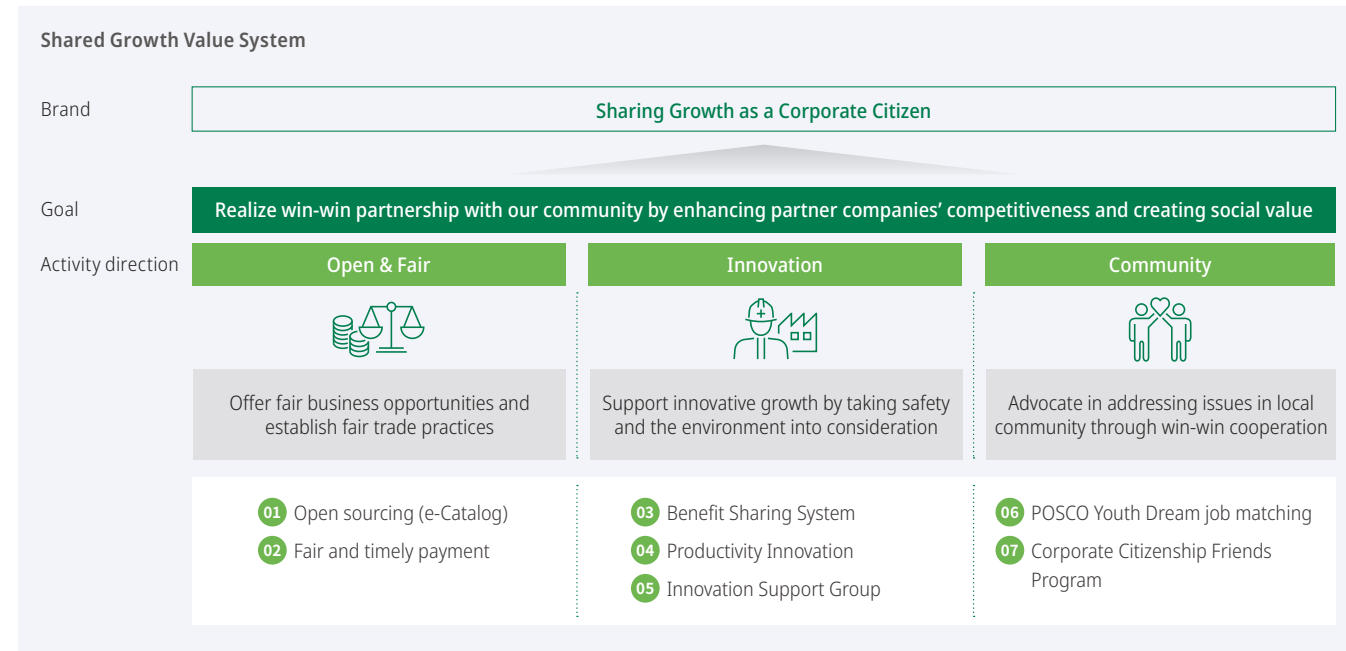 Shared Growth Value System
Brand
Sharing Growth as a Corporate Citizen
Goal
Realize win-win partnership with our community by enhancing partner companies’ competitiveness and creating social value
Activity direction
Open & Fair
Innovation
Community
Offer fair business opportunities and
establish fair trade practices
Support innovative growth by taking safety
and the environment into consideration
Advocate in addressing issues in local
community through win-win cooperation
01 Open sourcing (e-Catalog)
02 Fair and timely payment
03 Benefit Sharing System
04 Productivity Innovation
05 Innovation Support Group
06 POSCO Youth Dream job matching
07 Corporate Citizenship Friends
Program